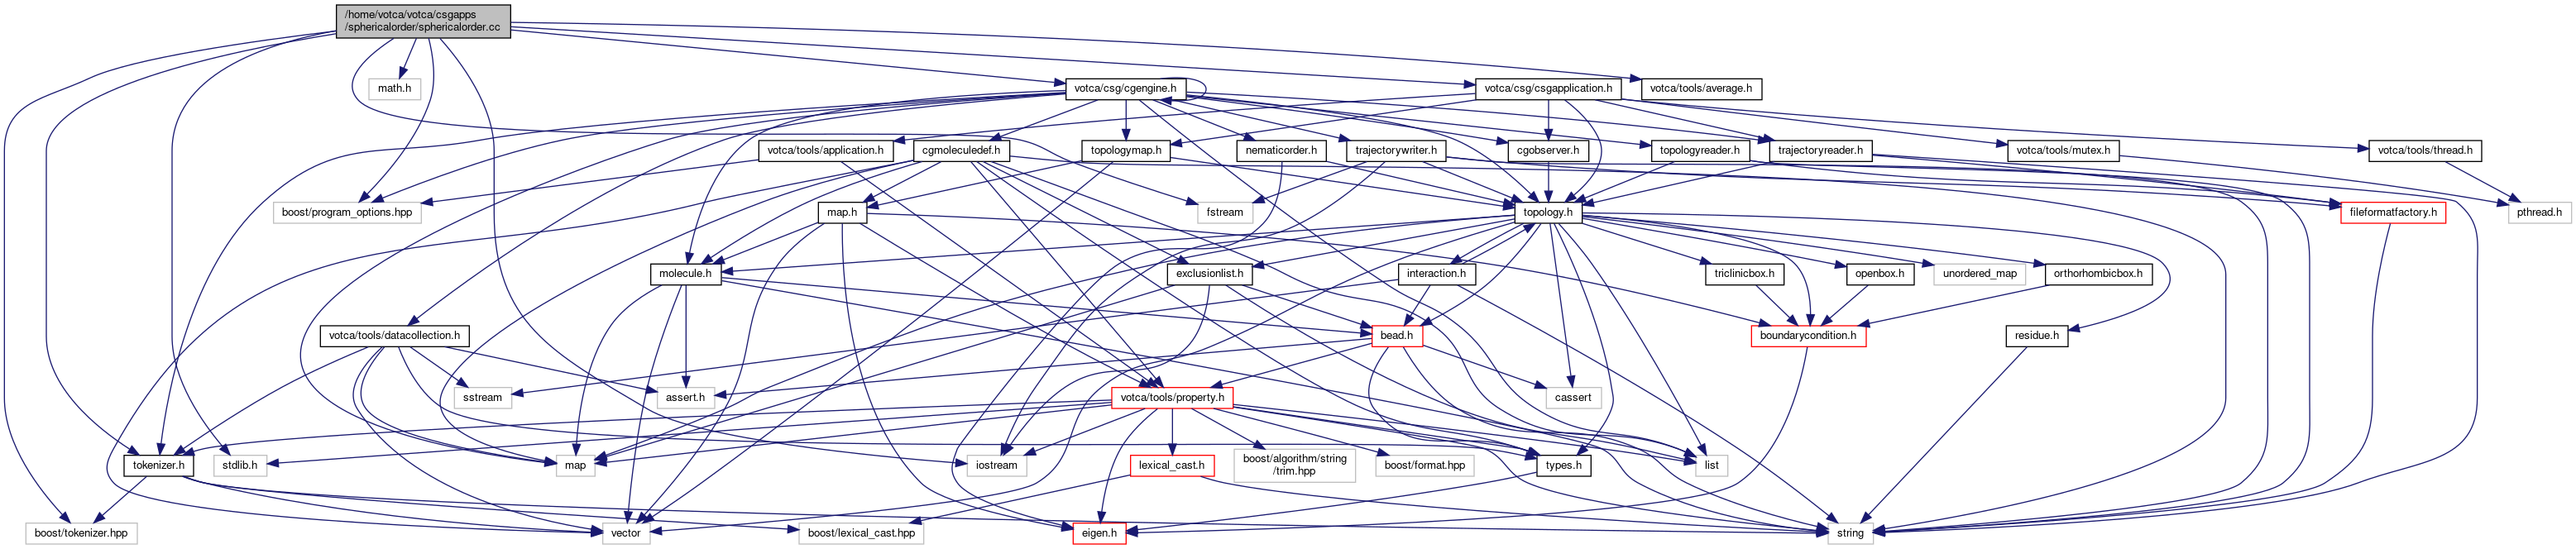 /home/votca/votca/csgapps
/sphericalorder/sphericalorder.cc
math.h
votca/csg/cgengine.h
votca/csg/csgapplication.h
votca/tools/average.h
votca/tools/application.h
cgmoleculedef.h
topologymap.h
nematicorder.h
trajectorywriter.h
cgobserver.h
topologyreader.h
trajectoryreader.h
votca/tools/mutex.h
votca/tools/thread.h
boost/program_options.hpp
map.h
fstream
topology.h
fileformatfactory.h
pthread.h
molecule.h
exclusionlist.h
interaction.h
triclinicbox.h
openbox.h
unordered_map
orthorhombicbox.h
votca/tools/datacollection.h
bead.h
boundarycondition.h
residue.h
sstream
assert.h
votca/tools/property.h
cassert
tokenizer.h
stdlib.h
map
iostream
lexical_cast.h
boost/algorithm/string
/trim.hpp
boost/format.hpp
types.h
list
boost/tokenizer.hpp
vector
boost/lexical_cast.hpp
eigen.h
string